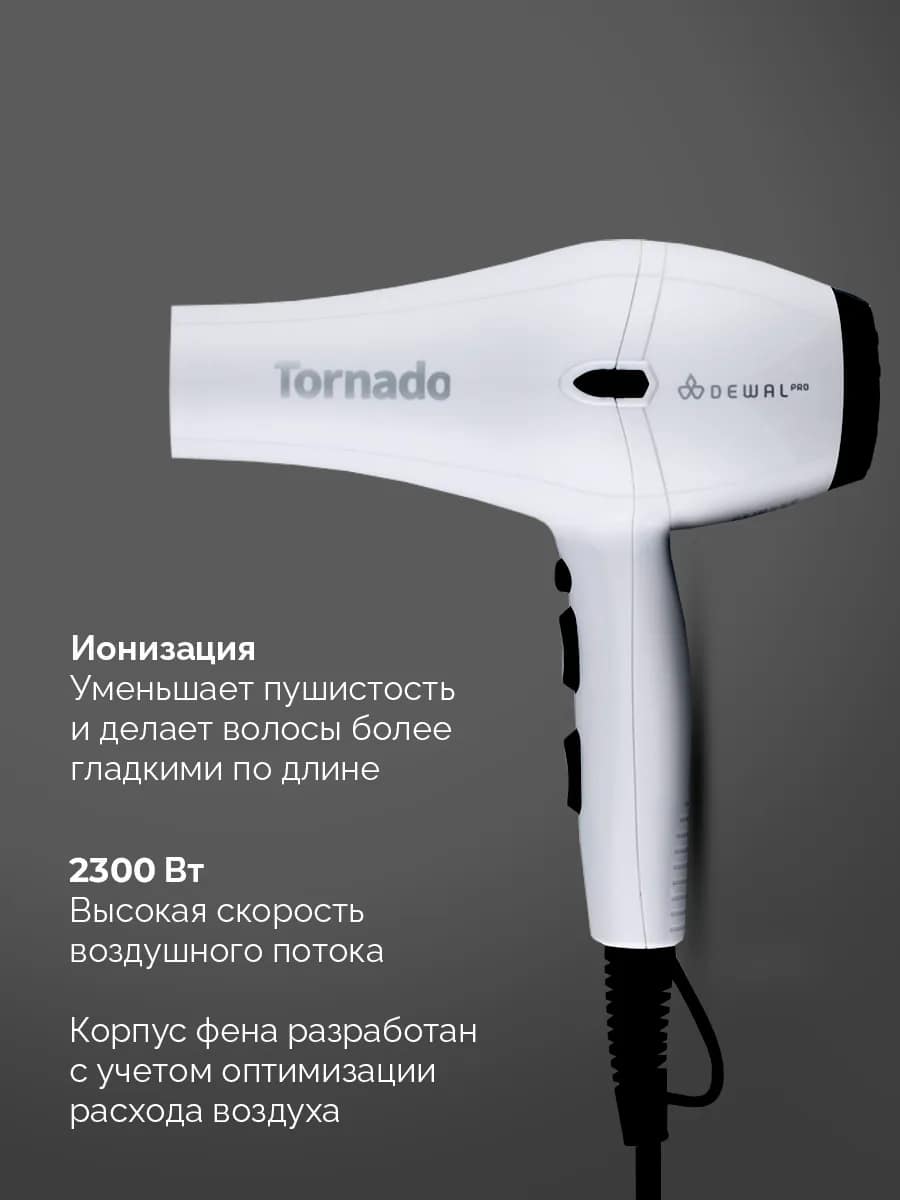 Tornado
DEWAL PRO
Ионизация
Уменьшает пушистость
и делает волосы более
гладкими по длине
2300 Вт
Высокая скорость
воздушного потока
Корпус фена разработан
с учетом оптимизации
расхода воздуха